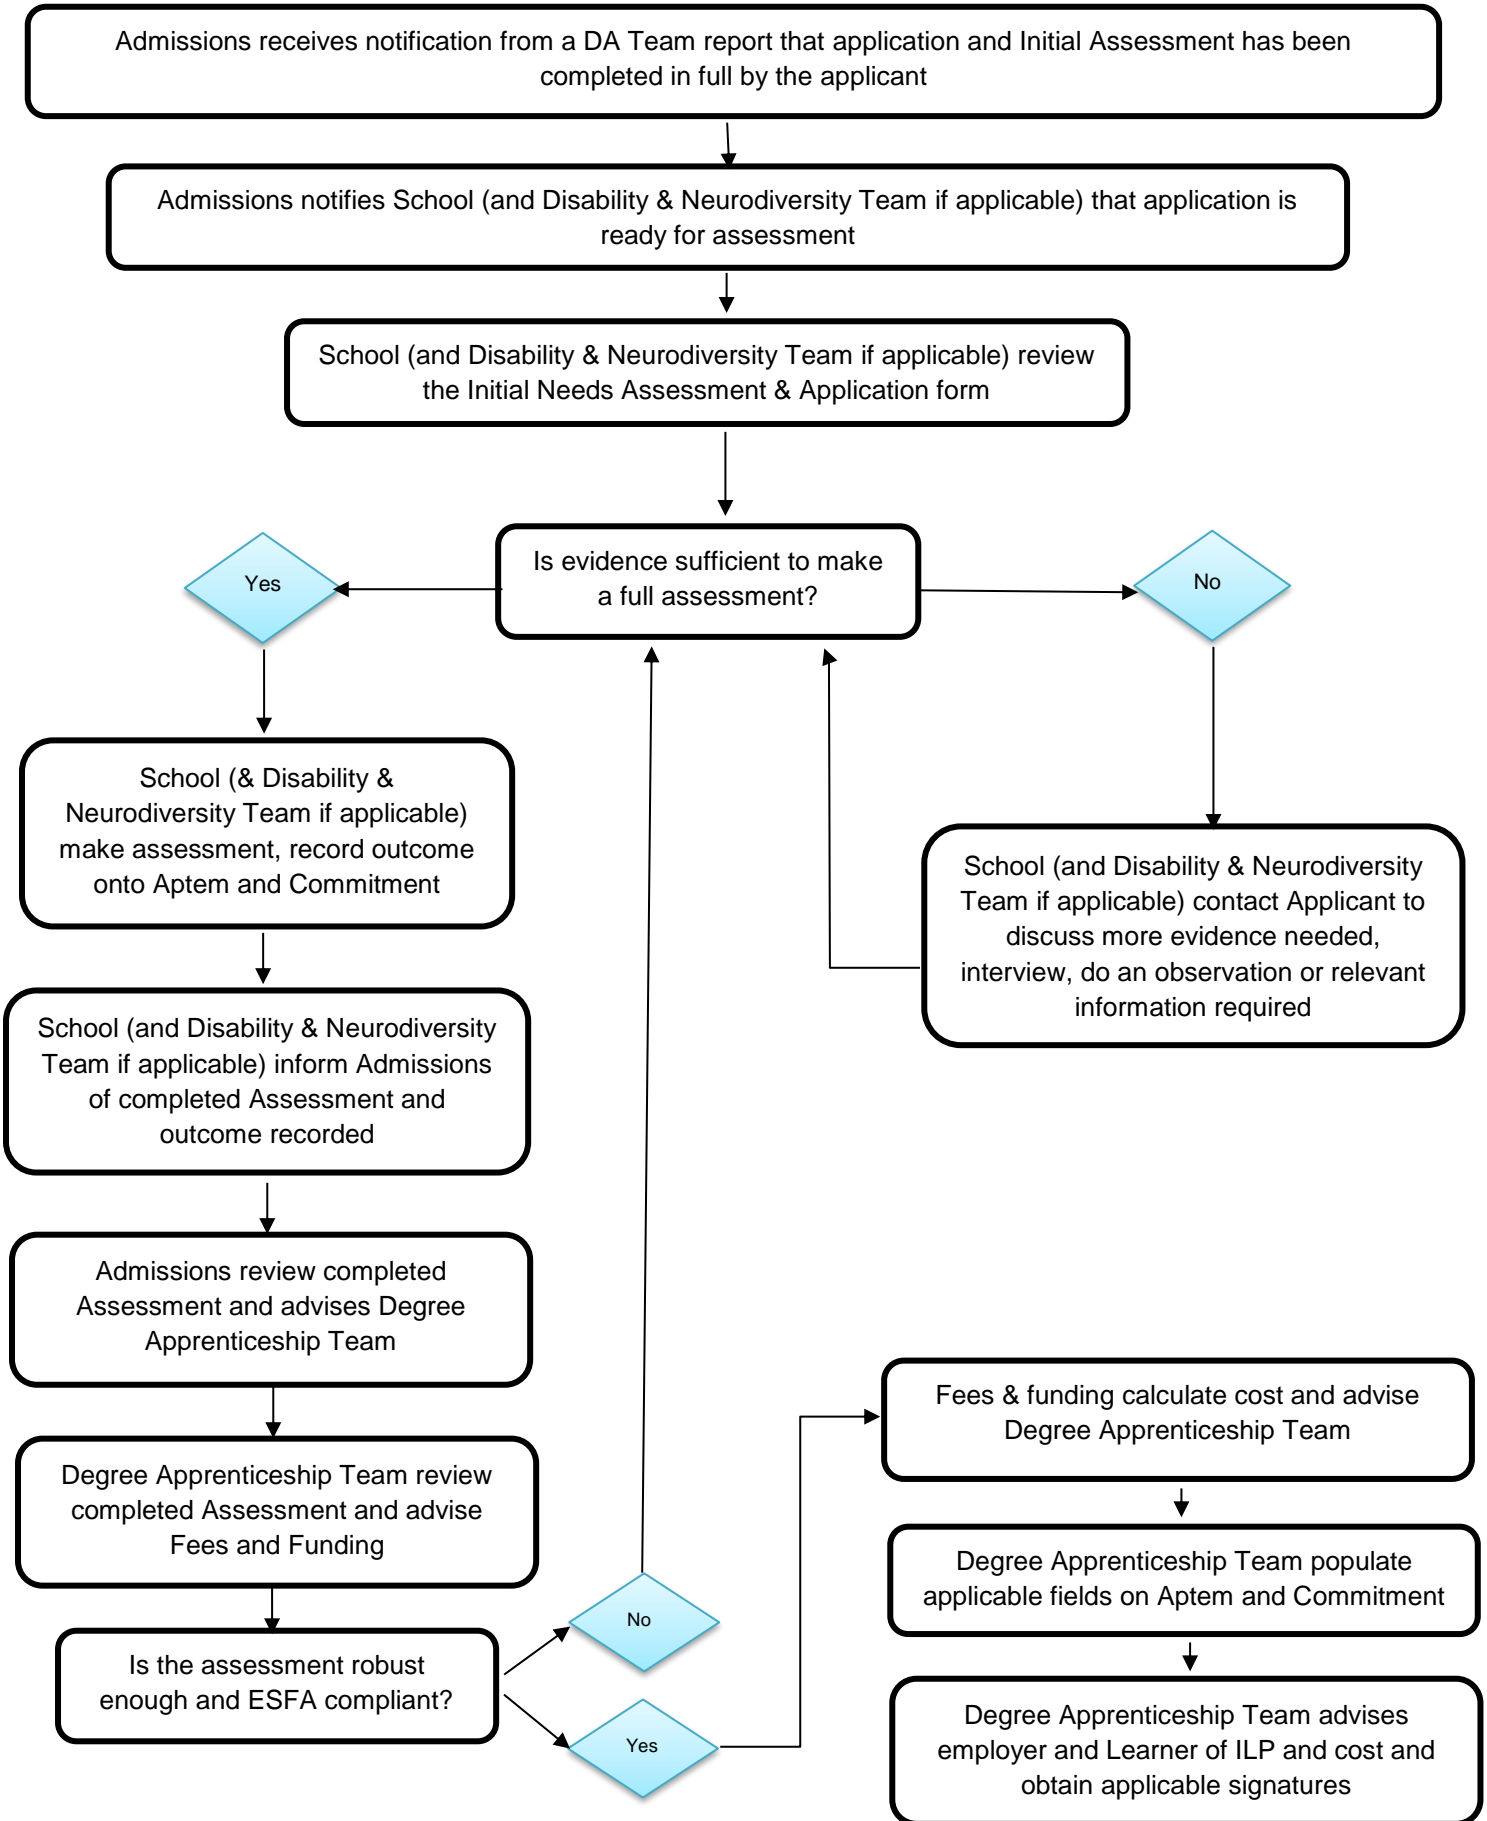 Admissions receives notification from a DA Team report that application and Initial Assessment has been
completed in full by the applicant
Admissions notifies School (and Disability & Neurodiversity Team if applicable) that application is
ready for assessment
School (and Disability & Neurodiversity Team if applicable) review
the Initial Needs Assessment & Application form
Is evidence sufficient to make
a full assessment?
Yes
No
School (& Disability &
Neurodiversity Team if applicable)
make assessment, record outcome
onto Aptem and Commitment
School (and Disability & Neurodiversity
Team if applicable) contact Applicant to
discuss more evidence needed,
interview, do an observation or relevant
information required
School (and Disability & Neurodiversity
Team if applicable) inform Admissions
of completed Assessment and
outcome recorded
Admissions review completed
Assessment and advises Degree
Apprenticeship Team
Degree Apprenticeship Team review
completed Assessment and advise
Fees and Funding
Is the assessment robust
enough and ESFA compliant?
No
Yes
Fees & funding calculate cost and advise
Degree Apprenticeship Team
Degree Apprenticeship Team populate
applicable fields on Aptem and Commitment
Degree Apprenticeship Team advises
employer and Learner of ILP and cost and
obtain applicable signatures